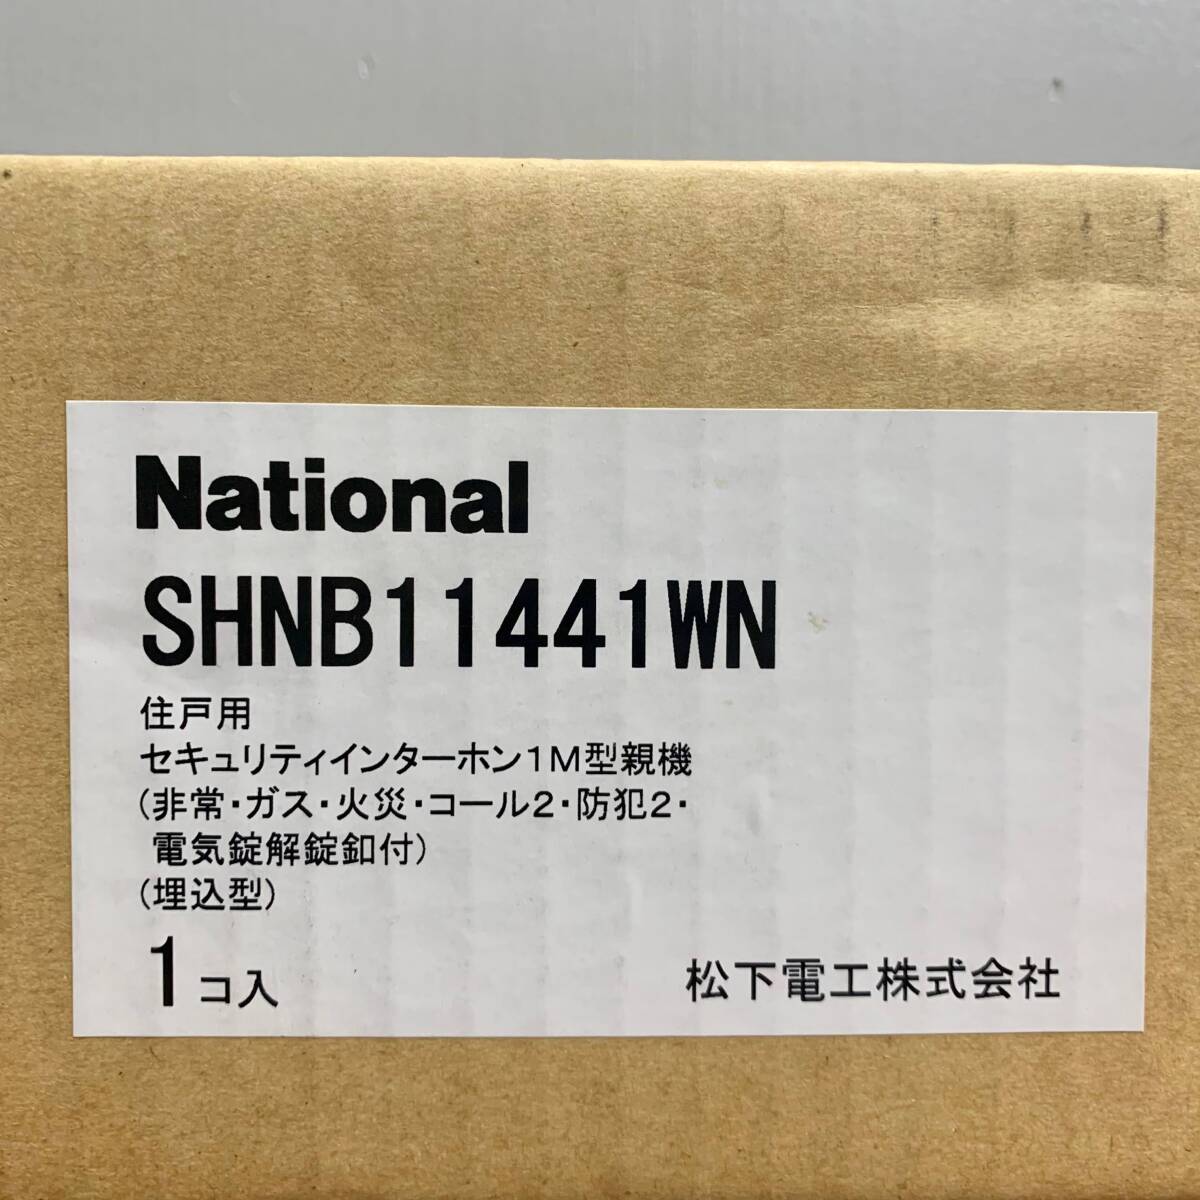 National
SHNB11441WN
住戸用
セキュリティインターホン1M型親機
(非常・ガス・火災・コール2・防犯2・
電気錠解錠釦付)
(埋込型)
1コ入
松下電工株式会社